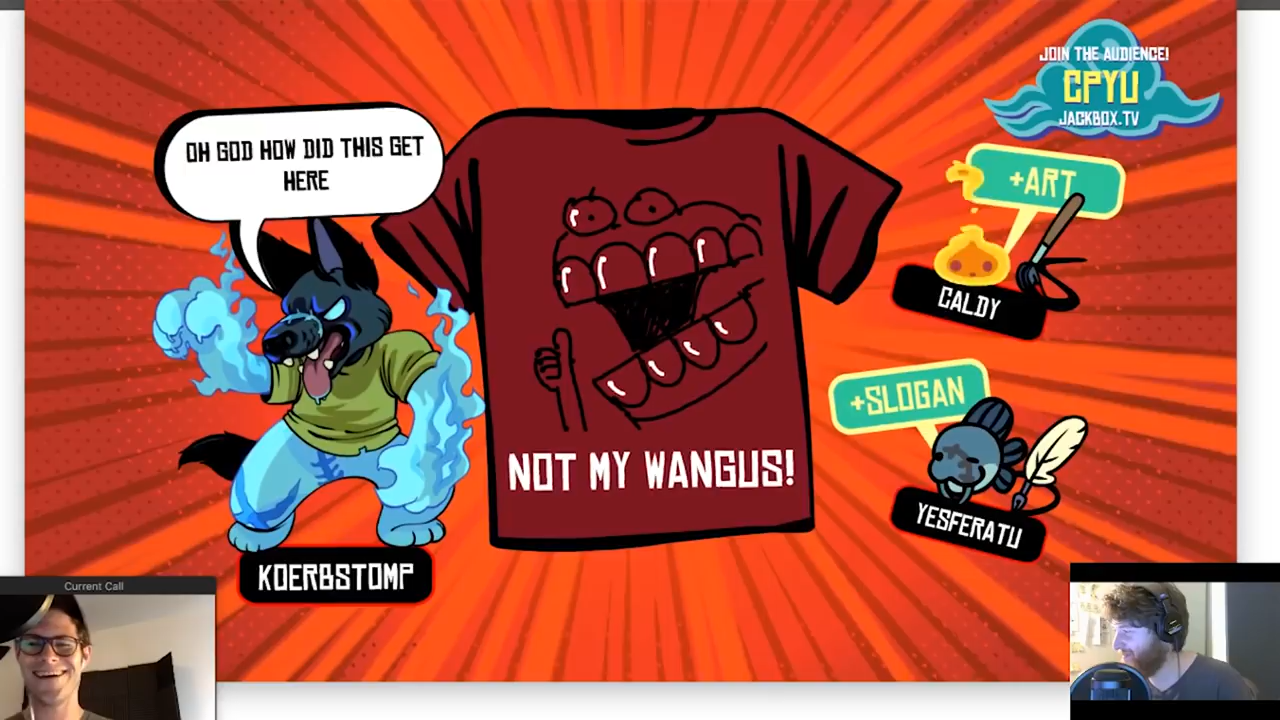 JOIN THE AUDIENCE!
CPYU
JACKBOX.TV
OH GOD HOW DID THIS GET
HERE
+ART
CALDY
+SLOGAN
NOT MY WANGUS!
YESFERATU
KOERBSTOMP
Current Call